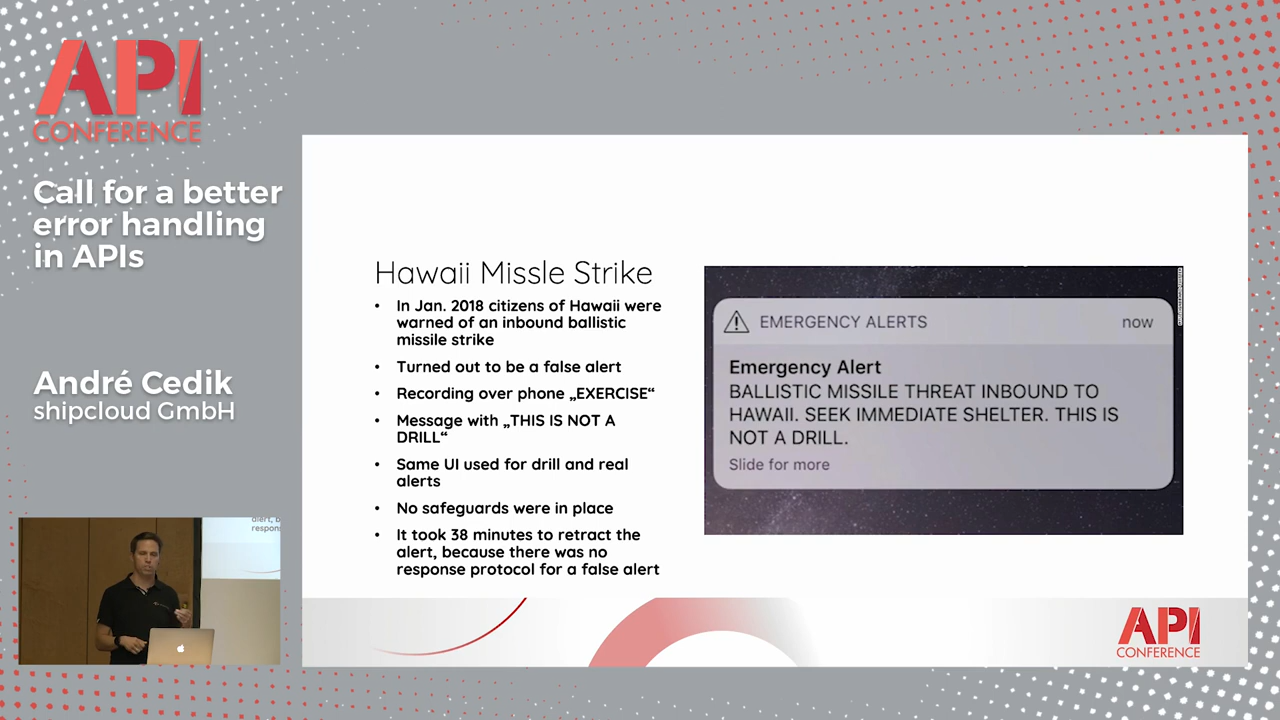 API
CONFERENCE
Call for a better
error handling
in APIs
André Cedik
shipcloud GmbH
Hawaii Missle Strike
• In Jan. 2018 citizens of Hawaii were
warned of an inbound ballistic
missile strike
• Turned out to be a false alert
• Recording over phone „EXERCISE“
• Message with „THIS IS NOT A
DRILL“
• Same UI used for drill and real
alerts
• No safeguards were in place
• It took 38 minutes to retract the
alert, because there was no
response protocol for a false alert
EMERGENCY ALERTS now
Emergency Alert
BALLISTIC MISSILE THREAT INBOUND TO
HAWAII. SEEK IMMEDIATE SHELTER. THIS IS
NOT A DRILL.
Slide for more
API
CONFERENCE
alert, b
respon